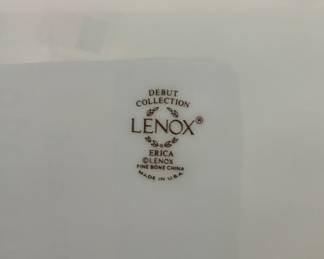 DEBUT
COLLECTION
LENOX®
ERICA
©LENOX
FINE BONE CHINA
MADE IN U.S.A.